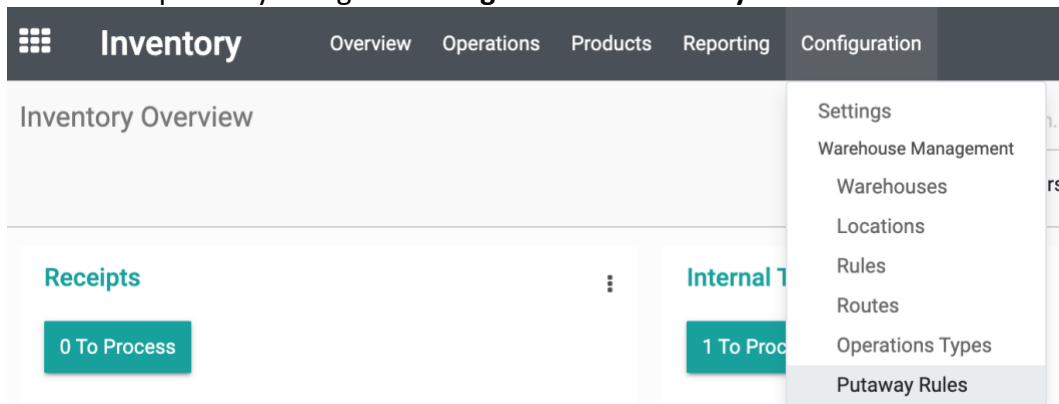 Inventory Overview Operations Products Reporting Configuration
Inventory Overview
Settings
Warehouse Management
Warehouses
Locations
Rules
Routes
Operations Types
Putaway Rules
Receipts
0 To Process
Internal
1 To Proc